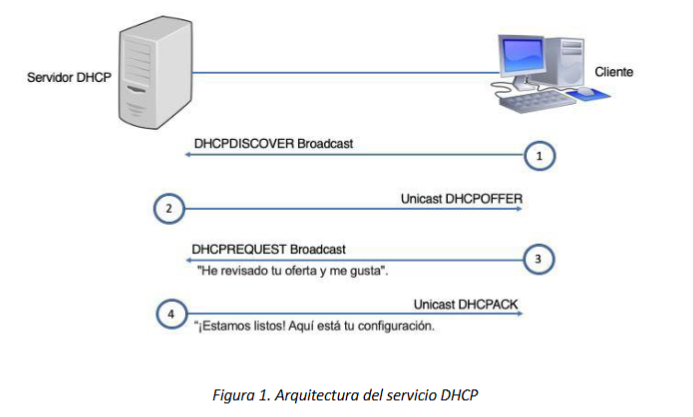 Servidor DHCP
Cliente
DHCPDISCOVER Broadcast
1
Unicast DHCPOFFER
2
DHCPREQUEST Broadcast
3
"He revisado tu oferta y me gusta".
Unicast DHCPACK
4
"¡Estamos listos! Aquí está tu configuración.
Figura 1. Arquitectura del servicio DHCP